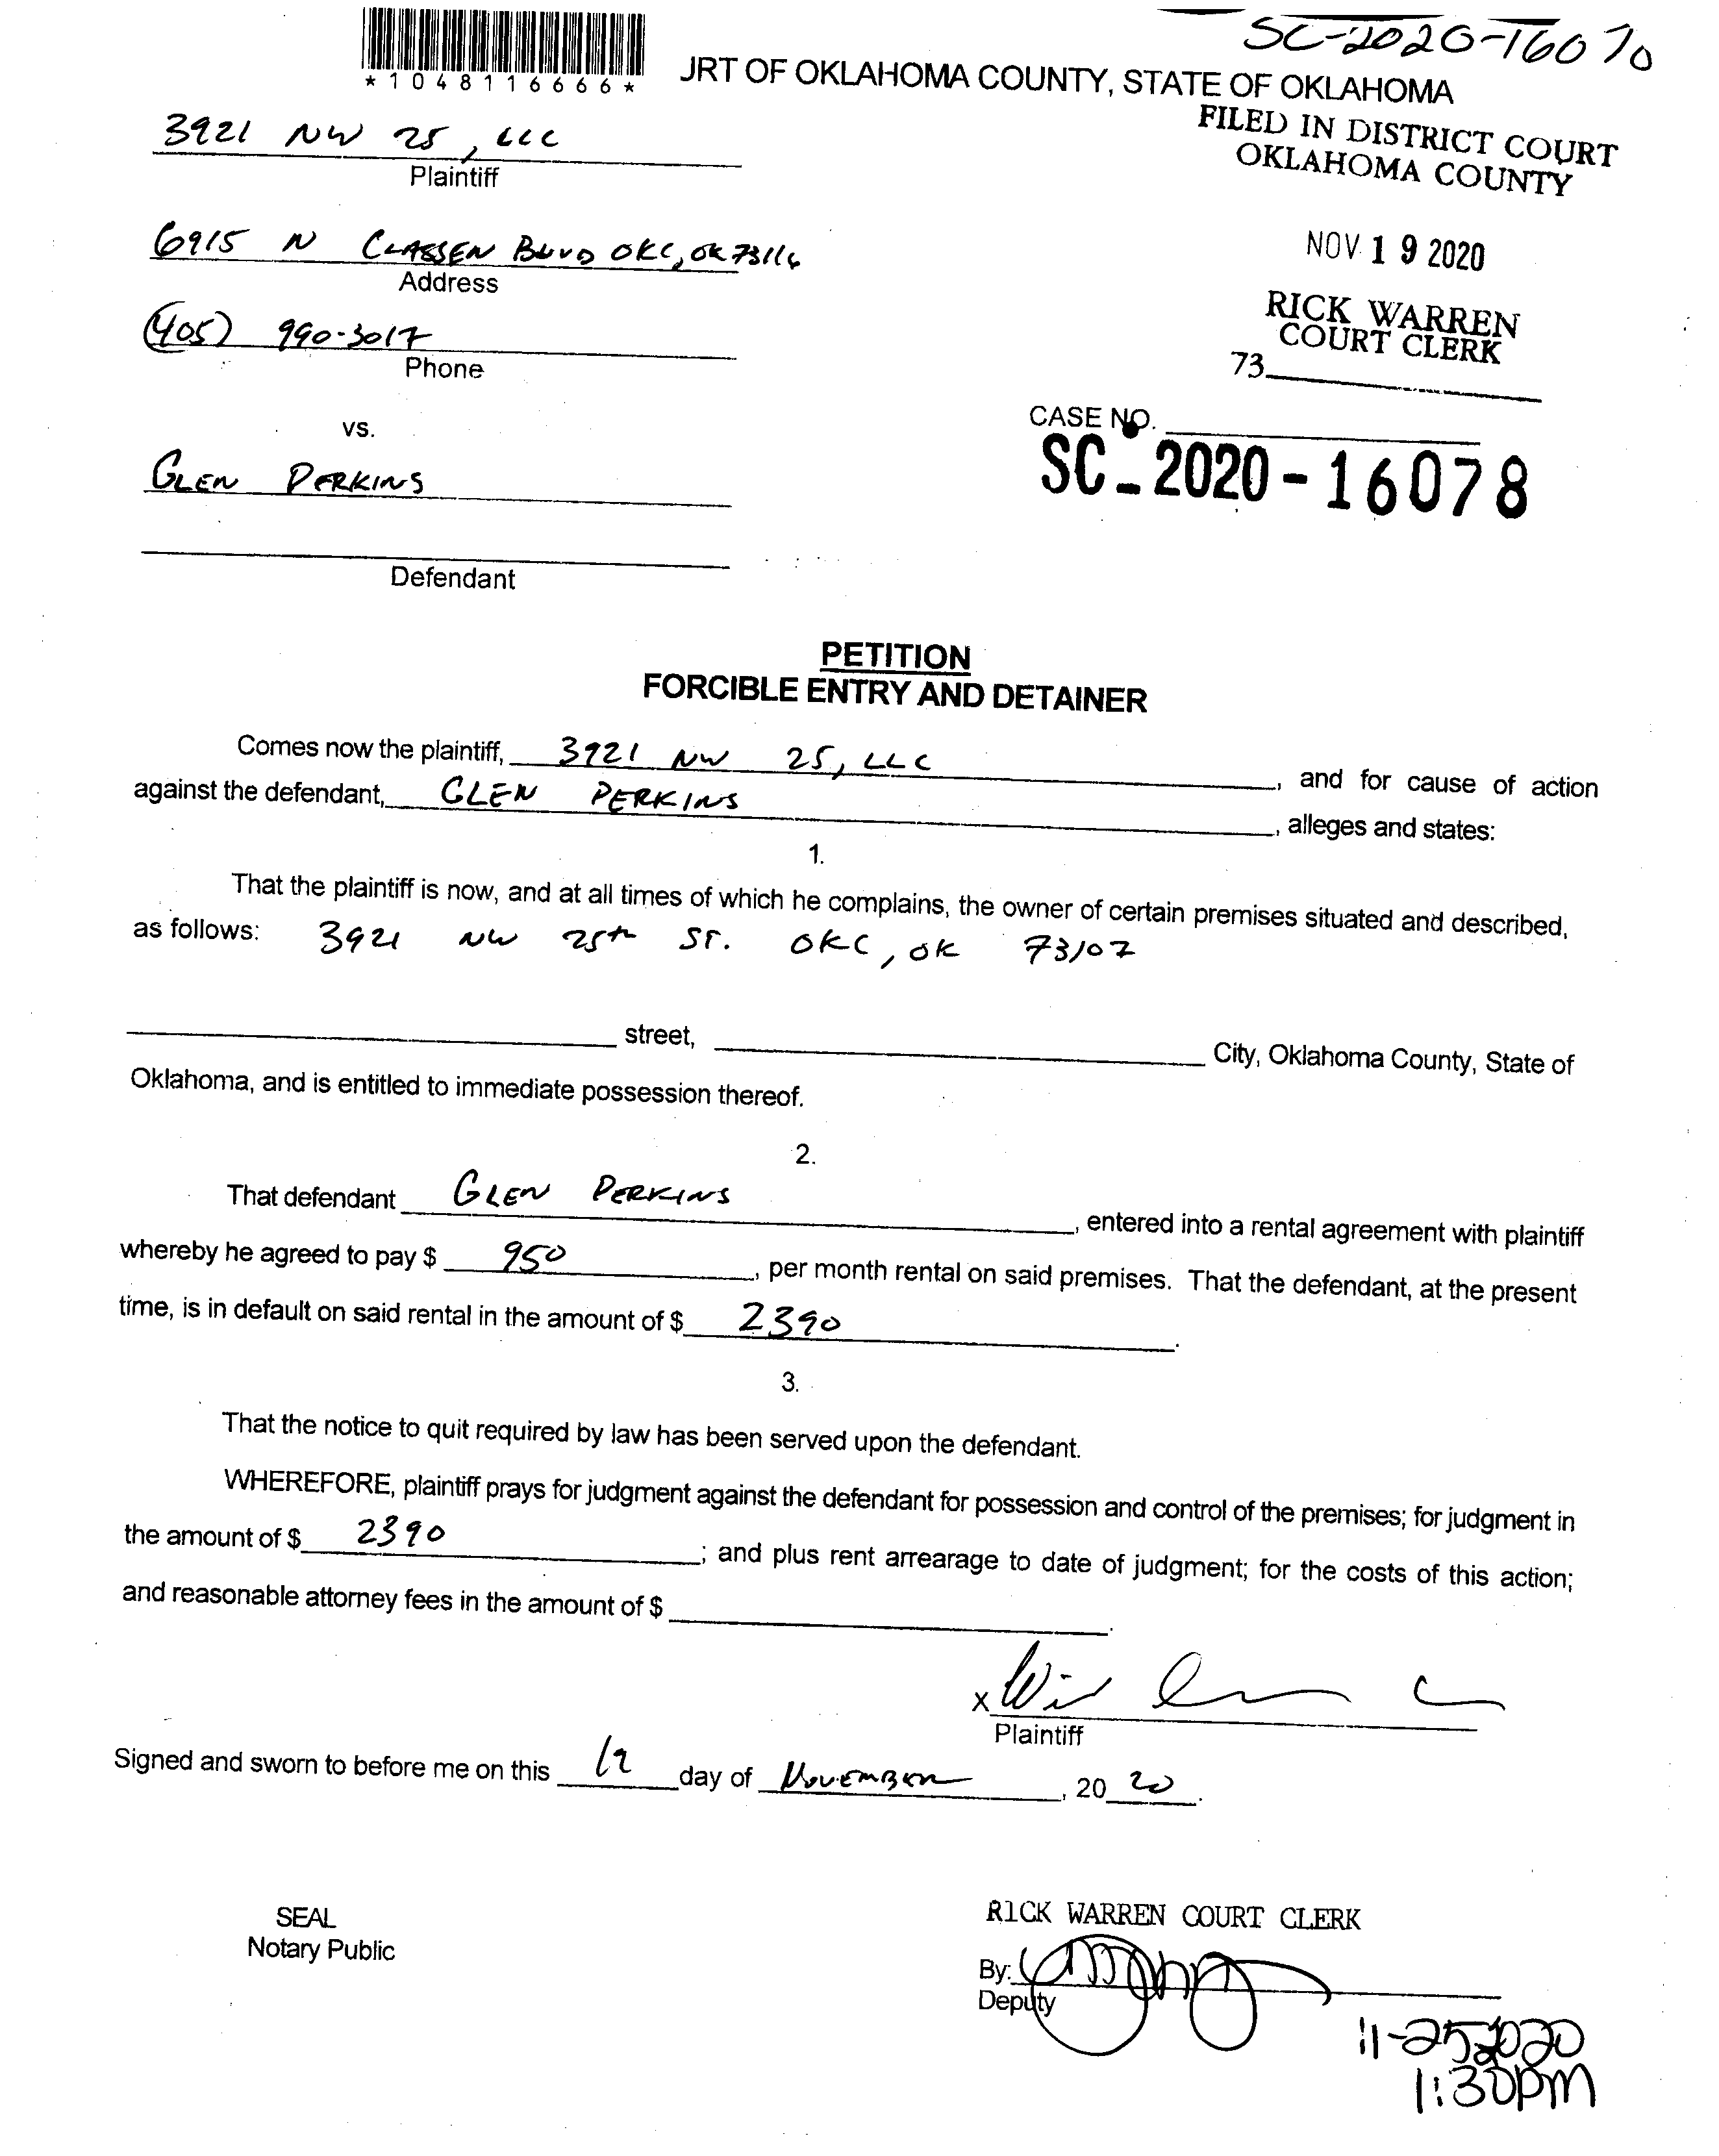 SC-2020-16070
*1048116666*
JRT OF OKLAHOMA COUNTY, STATE OF OKLAHOMA
FILED IN DISTRICT COURT
OKLAHOMA COUNTY
3921 NW 25, LLC
Plaintiff
6915 N CLASSEN BLVD OKC, OK 73116
Address
NOV 19 2020
(405) 990-3017
Phone
RICK WARREN
COURT CLERK
73
vs.
CASE NO.
SC-2020-16078
GLEN PERKINS
Defendant
PETITION
FORCIBLE ENTRY AND DETAINER
Comes now the plaintiff, 3921 NW 25, LLC, and for cause of action
against the defendant, GLEN PERKINS, alleges and states:
1.
That the plaintiff is now, and at all times of which he complains, the owner of certain premises situated and described,
as follows: 3921 NW 25th ST. OKC, OK 73107
street, City, Oklahoma County, State of
Oklahoma, and is entitled to immediate possession thereof.
2.
That defendant GLEN PERKINS, entered into a rental agreement with plaintiff
whereby he agreed to pay $ 950, per month rental on said premises. That the defendant, at the present
time, is in default on said rental in the amount of $ 2390.
3.
That the notice to quit required by law has been served upon the defendant.
WHEREFORE, plaintiff prays for judgment against the defendant for possession and control of the premises; for judgment in
the amount of $ 2390; and plus rent arrearage to date of judgment; for the costs of this action;
and reasonable attorney fees in the amount of $ .
X
Plaintiff
Signed and sworn to before me on this 19 day of NOVEMBER, 20 20.
SEAL
Notary Public
RICK WARREN COURT CLERK
By:
Deputy
11-25-2020
1:30pm